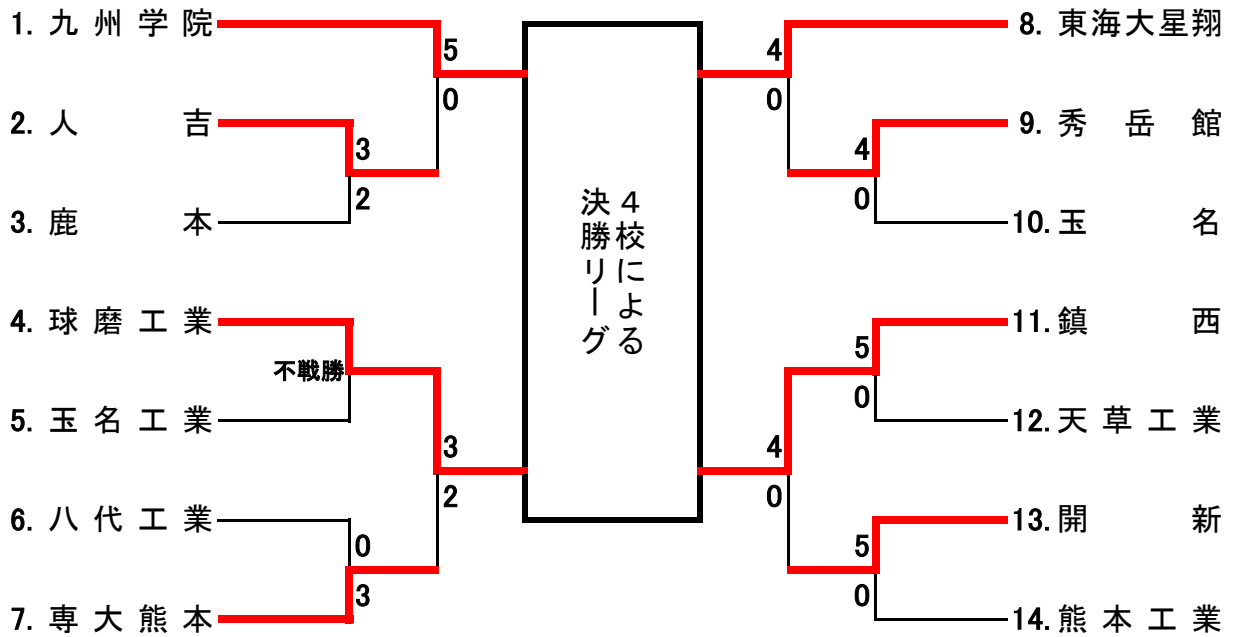 1. 九州学院
5
0
2. 人吉
3
2
3. 鹿本
4. 球磨工業
不戦勝
5. 玉名工業
3
2
6. 八代工業
0
3
7. 専大熊本
4校による
決勝リーグ
8. 東海大星翔
4
0
9. 秀岳館
4
0
10. 玉名
11. 鎮西
5
0
12. 天草工業
4
0
13. 開新
5
0
14. 熊本工業